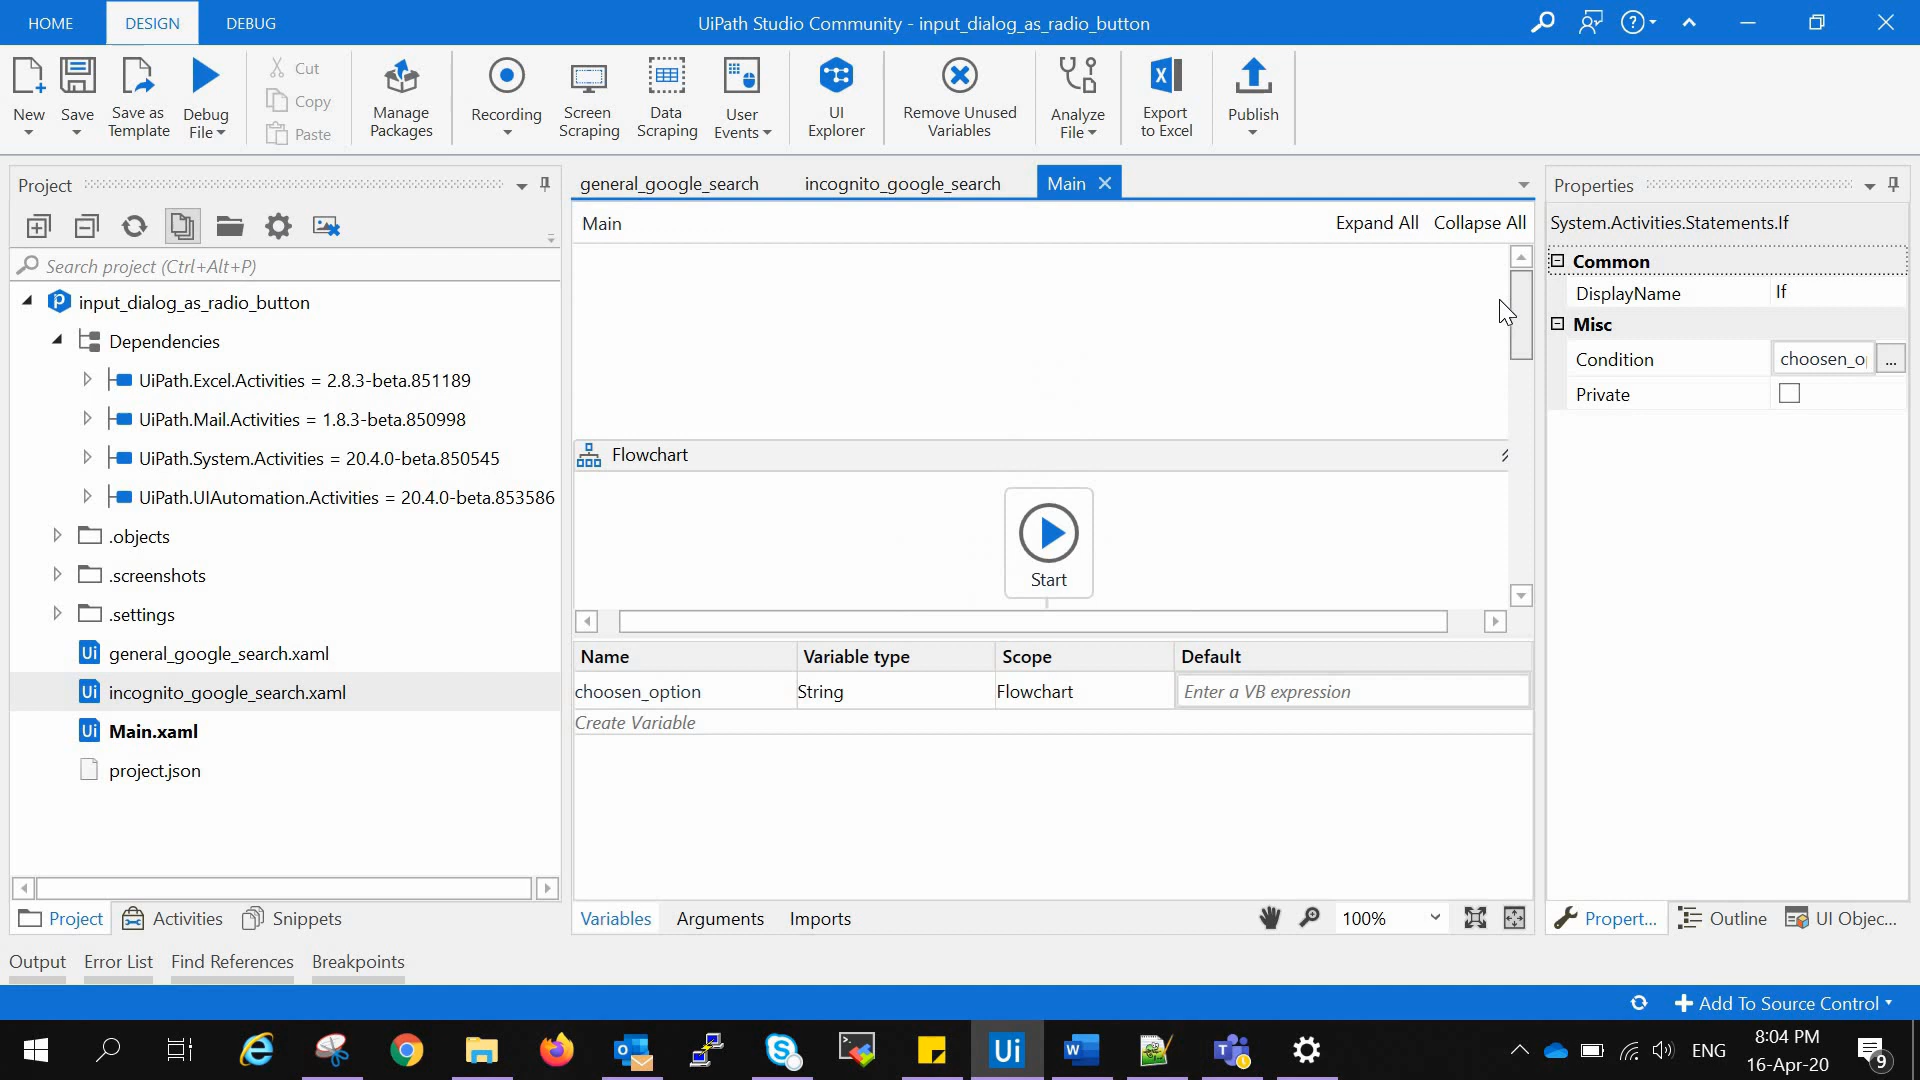 HOME
DESIGN
DEBUG
UiPath Studio Community - input_dialog_as_radio_button
New
Save
Save as Template
Debug File
Cut
Copy
Paste
Manage Packages
Recording
Screen Scraping
Data Scraping
User Events
UI Explorer
Remove Unused Variables
Analyze File
Export to Excel
Publish
Project
Search project (Ctrl+Alt+P)
input_dialog_as_radio_button
Dependencies
UiPath.Excel.Activities = 2.8.3-beta.851189
UiPath.Mail.Activities = 1.8.3-beta.850998
UiPath.System.Activities = 20.4.0-beta.850545
UiPath.UIAutomation.Activities = 20.4.0-beta.853586
.objects
.screenshots
.settings
Ui general_google_search.xaml
Ui incognito_google_search.xaml
Ui Main.xaml
project.json
Project
Activities
Snippets
general_google_search
incognito_google_search
Main
Main
Expand All
Collapse All
Flowchart
Start
Name Variable type Scope Default
choosen_option String Flowchart Enter a VB expression
Create Variable
Variables
Arguments
Imports
100%
Properties
System.Activities.Statements.If
Common
DisplayName If
Misc
Condition choosen_o ...
Private
Propert...
Outline
UI Objec...
Output
Error List
Find References
Breakpoints
Add To Source Control
Ui
ENG
8:04 PM
16-Apr-20
9